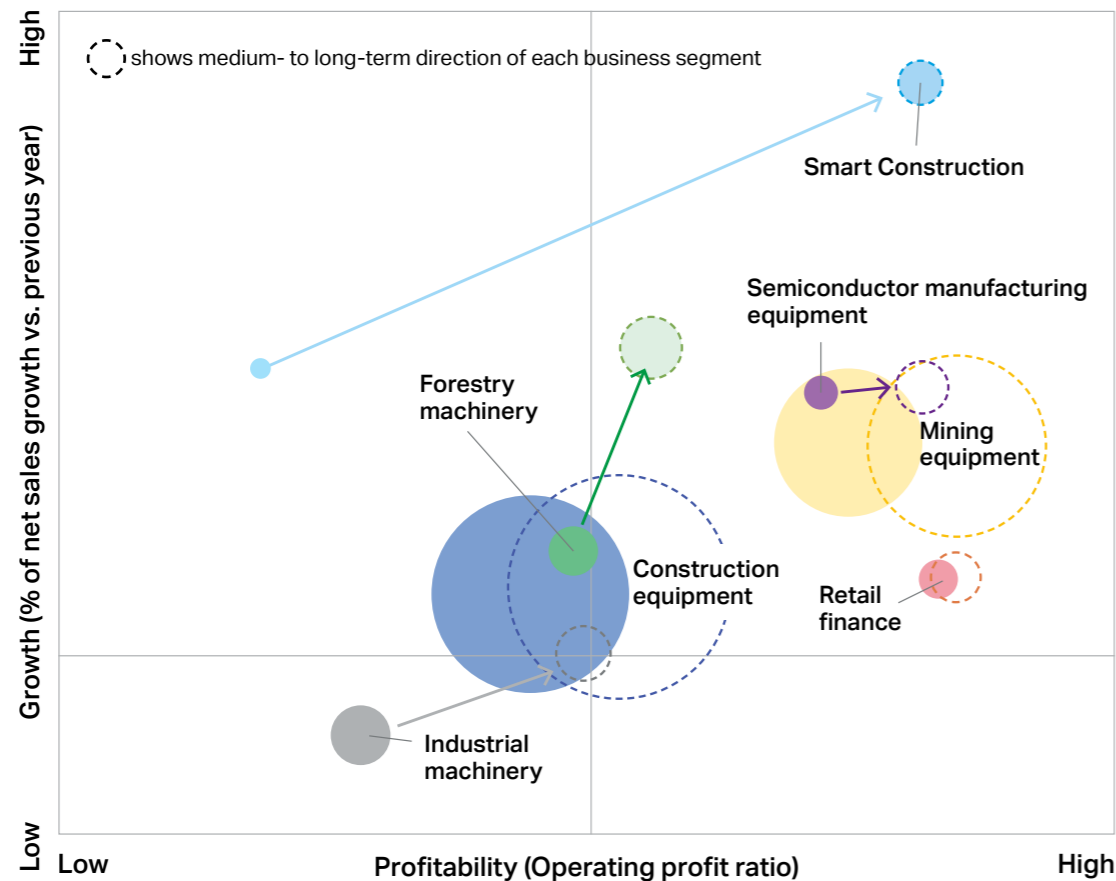 High
shows medium- to long-term direction of each business segment
Smart Construction
Semiconductor manufacturing
equipment
Forestry
machinery
Mining
equipment
Construction
equipment
Retail
finance
Industrial
machinery
Growth (% of net sales growth vs. previous year)
Low
Low
Profitability (Operating profit ratio)
High